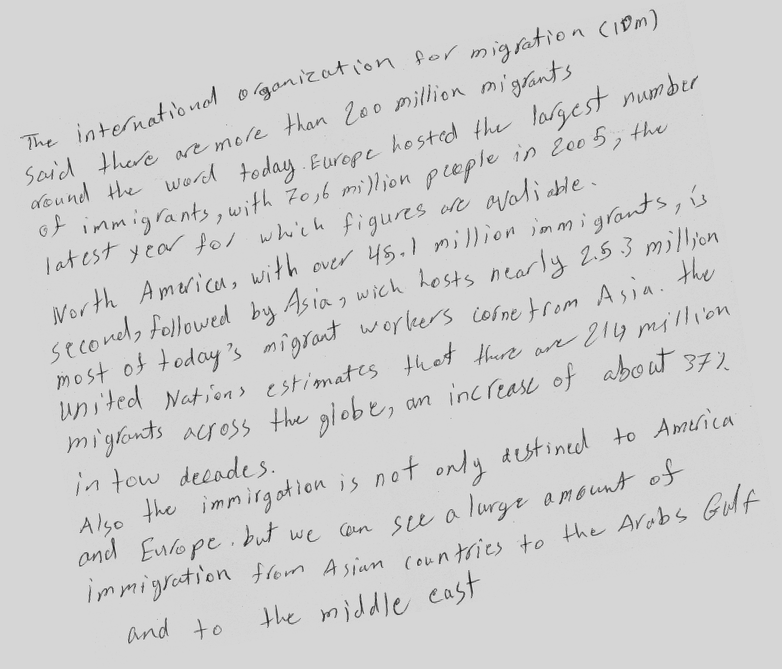 The international organization for migration (IOm)
said there are more than 200 million migrants
around the word today. Europe hosted the largest number
of immigrants, with 70,6 million people in 2005, the
latest year for which figures are avaliable.
North America, with over 45.1 million immigrants, is
second, followed by Asia, wich hosts nearly 25.3 million
most of today's migrant workers come from Asia. the
United Nations estimates that there are 214 million
migrants across the globe, an increase of about 37%
in tow decades.
Also the immirgation is not only destined to America
and Europe. but we can see a large amount of
immigration from Asian countries to the Arabs Gulf
and to the middle east